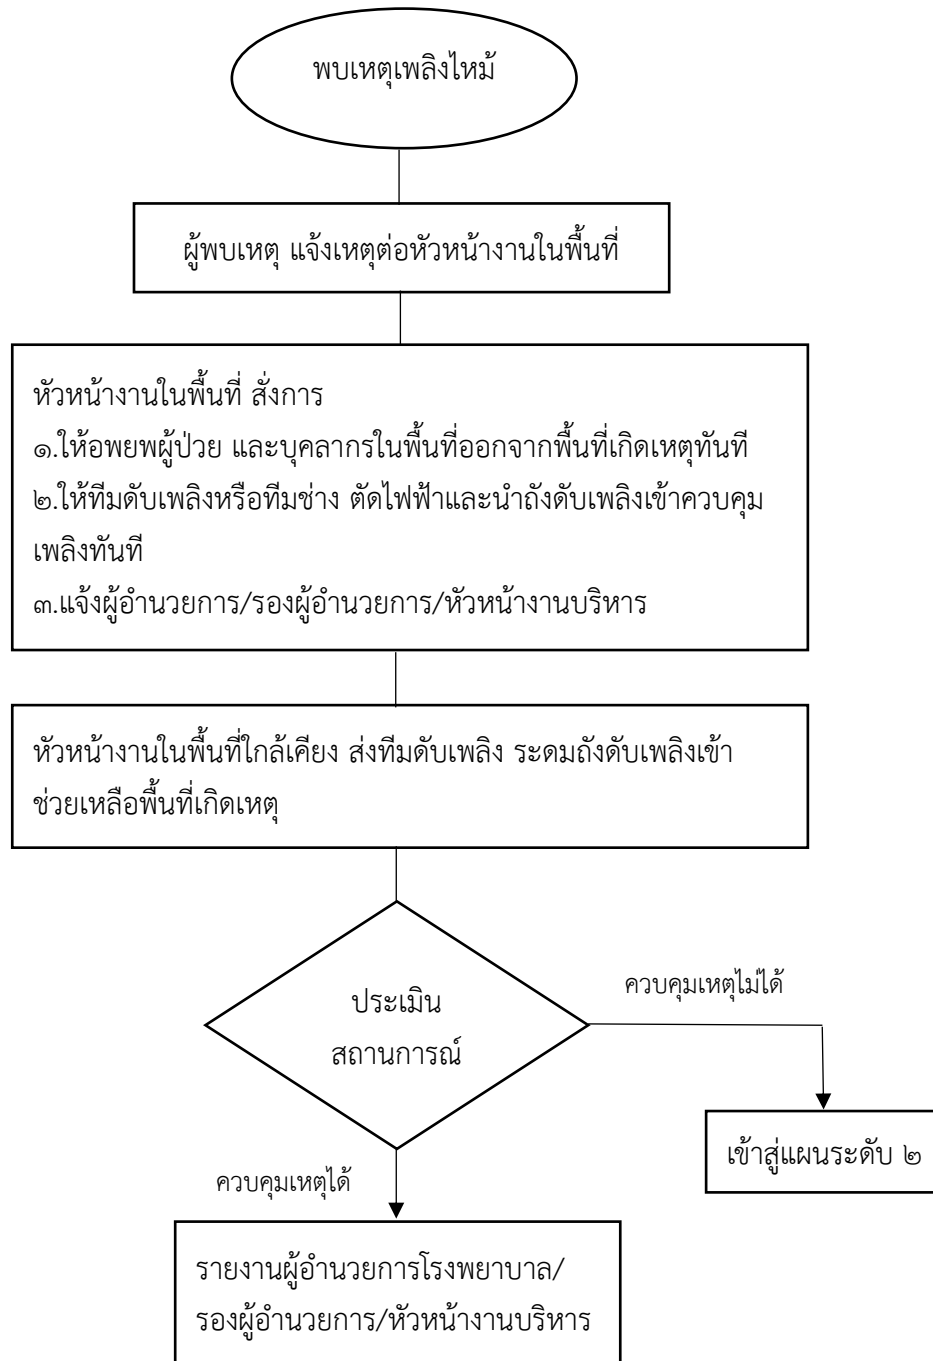 พบเหตุเพลิงไหม้
ผู้พบเหตุ แจ้งเหตุต่อหัวหน้างานในพื้นที่
หัวหน้างานในพื้นที่ สั่งการ
๑.ให้อพยพผู้ป่วย และบุคลากรในพื้นที่ออกจากพื้นที่เกิดเหตุทันที
๒.ให้ทีมดับเพลิงหรือทีมช่าง ตัดไฟฟ้าและนำถังดับเพลิงเข้าควบคุม
เพลิงทันที
๓.แจ้งผู้อำนวยการ/รองผู้อำนวยการ/หัวหน้างานบริหาร
หัวหน้างานในพื้นที่ใกล้เคียง ส่งทีมดับเพลิง ระดมถังดับเพลิงเข้า
ช่วยเหลือพื้นที่เกิดเหตุ
ควบคุมเหตุไม่ได้
ประเมิน
สถานการณ์
เข้าสู่แผนระดับ ๒
ควบคุมเหตุได้
รายงานผู้อำนวยการโรงพยาบาล/
รองผู้อำนวยการ/หัวหน้างานบริหาร